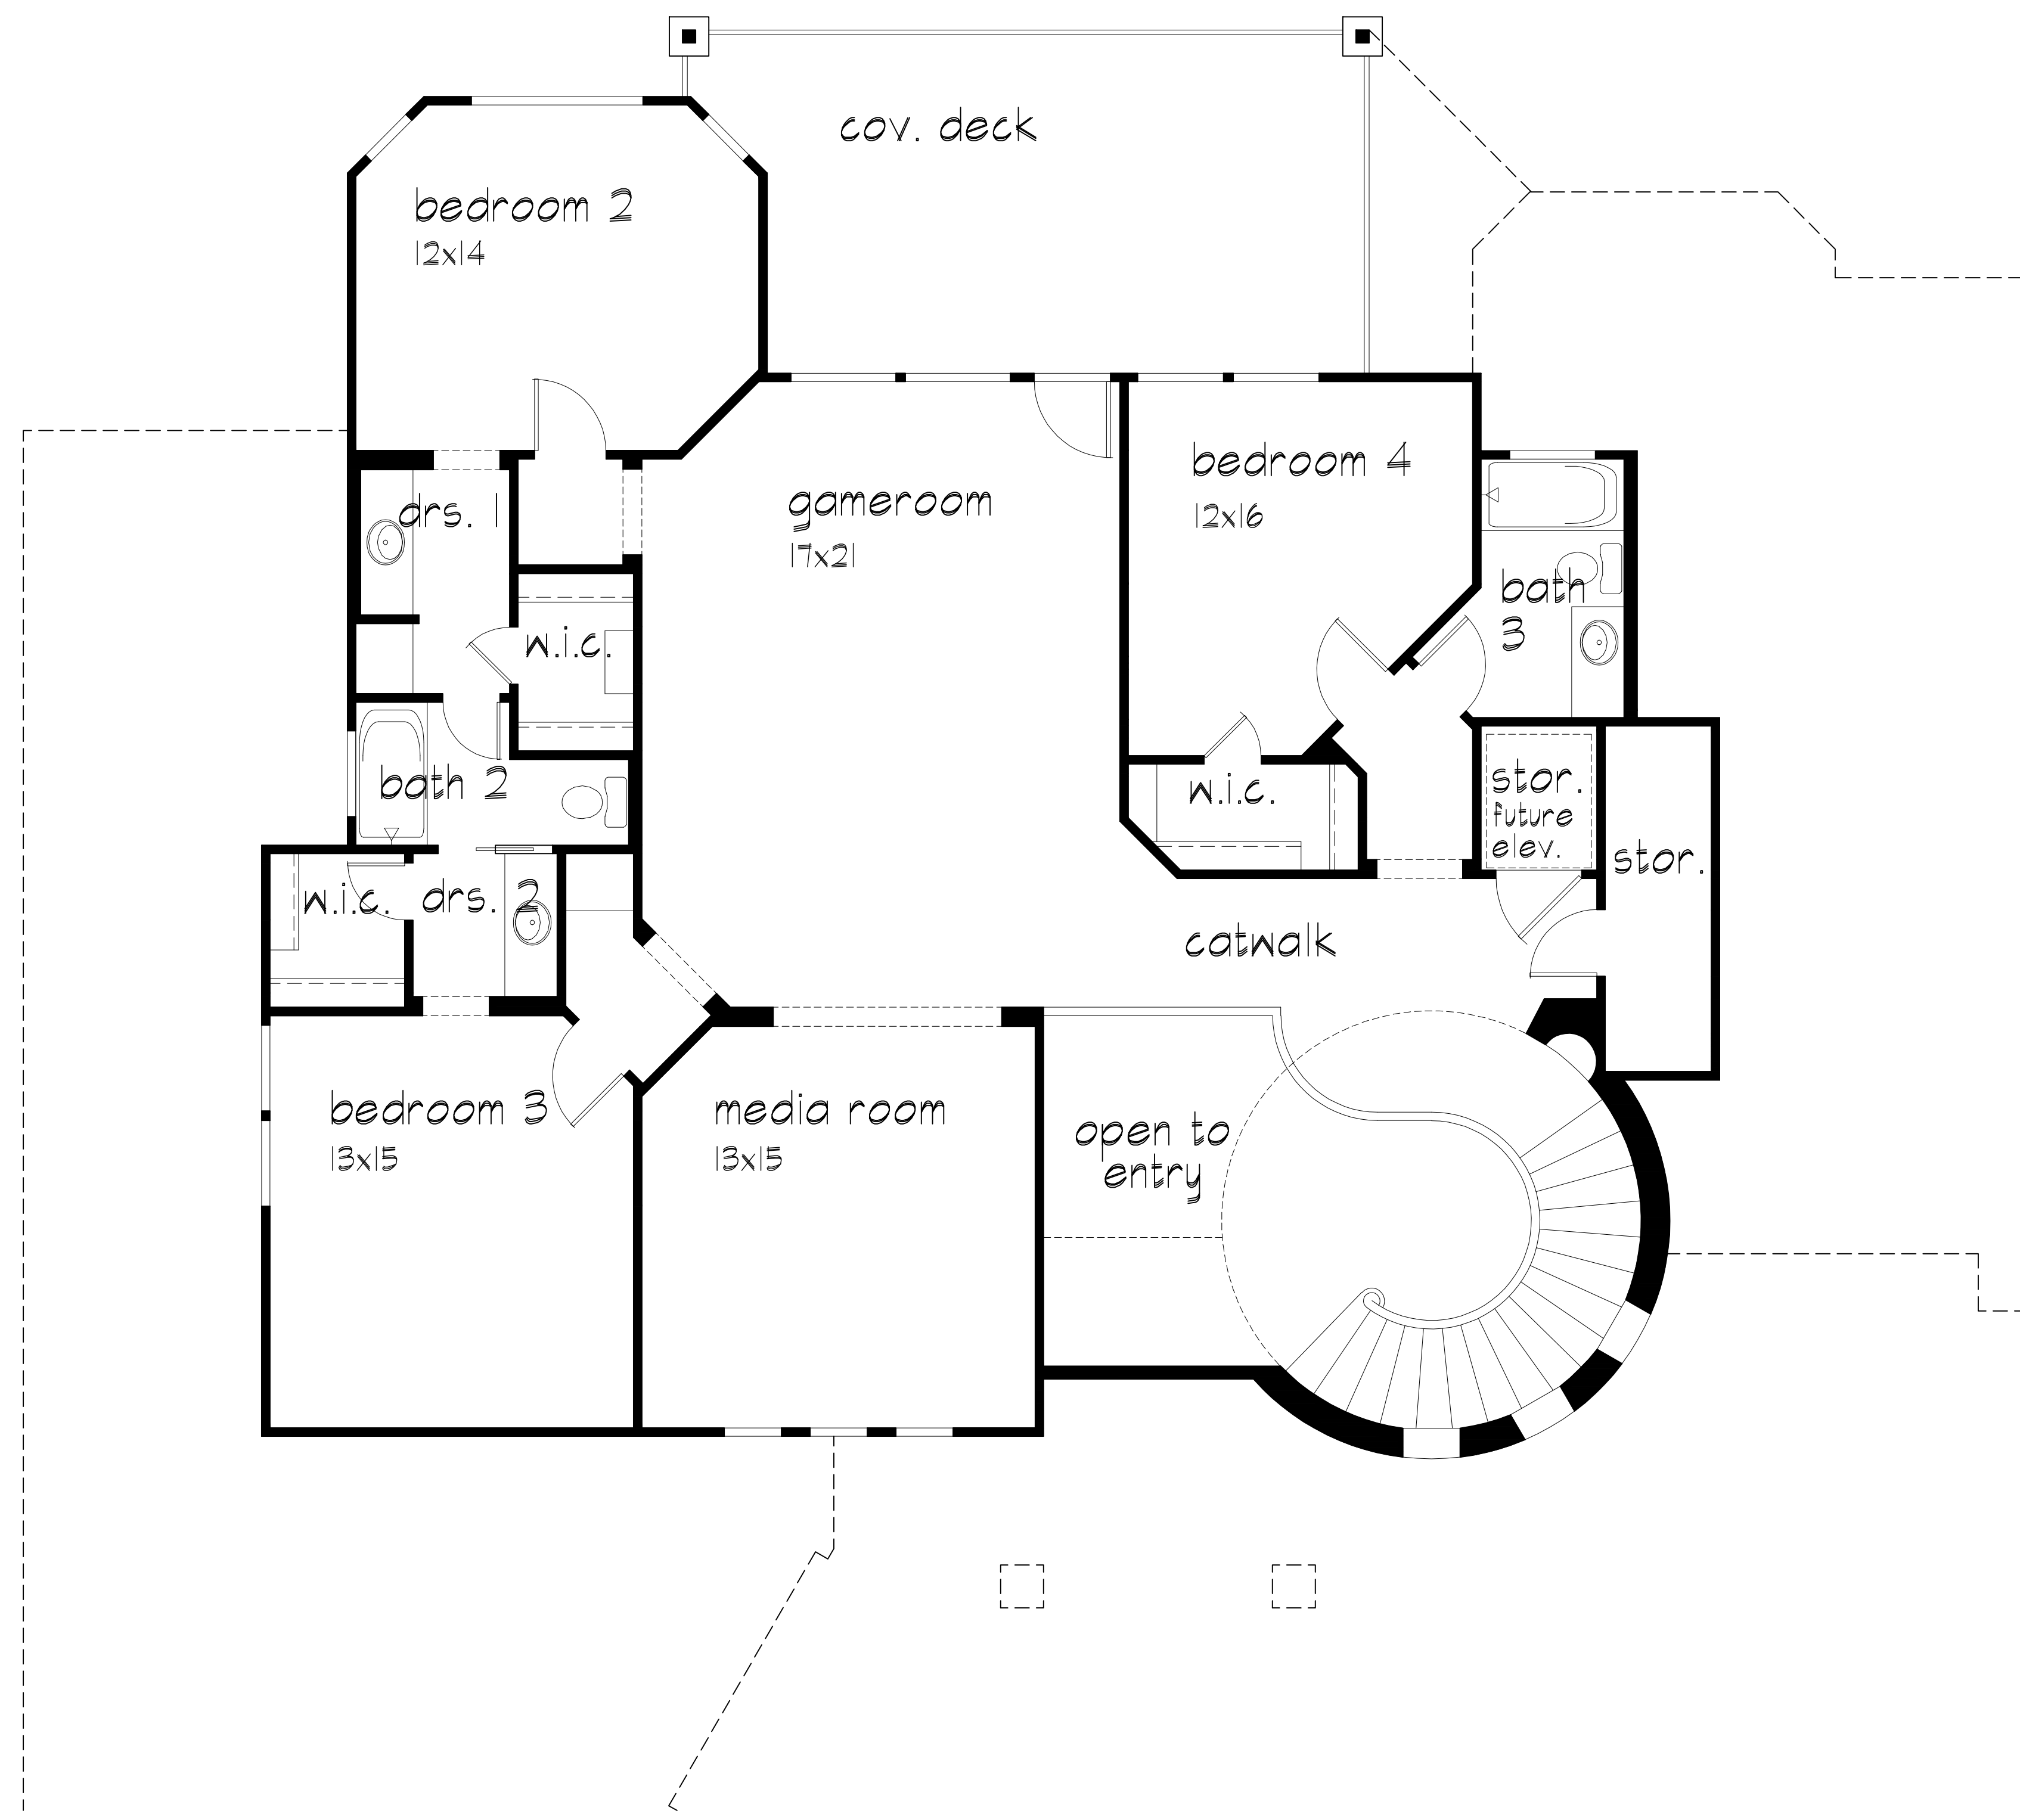 cov. deck
bedroom 2
12x14
bedroom 4
12x16
gameroom
17x21
drs. 1
bath
3
w.i.c.
bath 2
w.i.c.
stor.
future
elev.
stor.
w.i.c.
drs. 2
catwalk
bedroom 3
13x15
media room
13x15
open to
entry